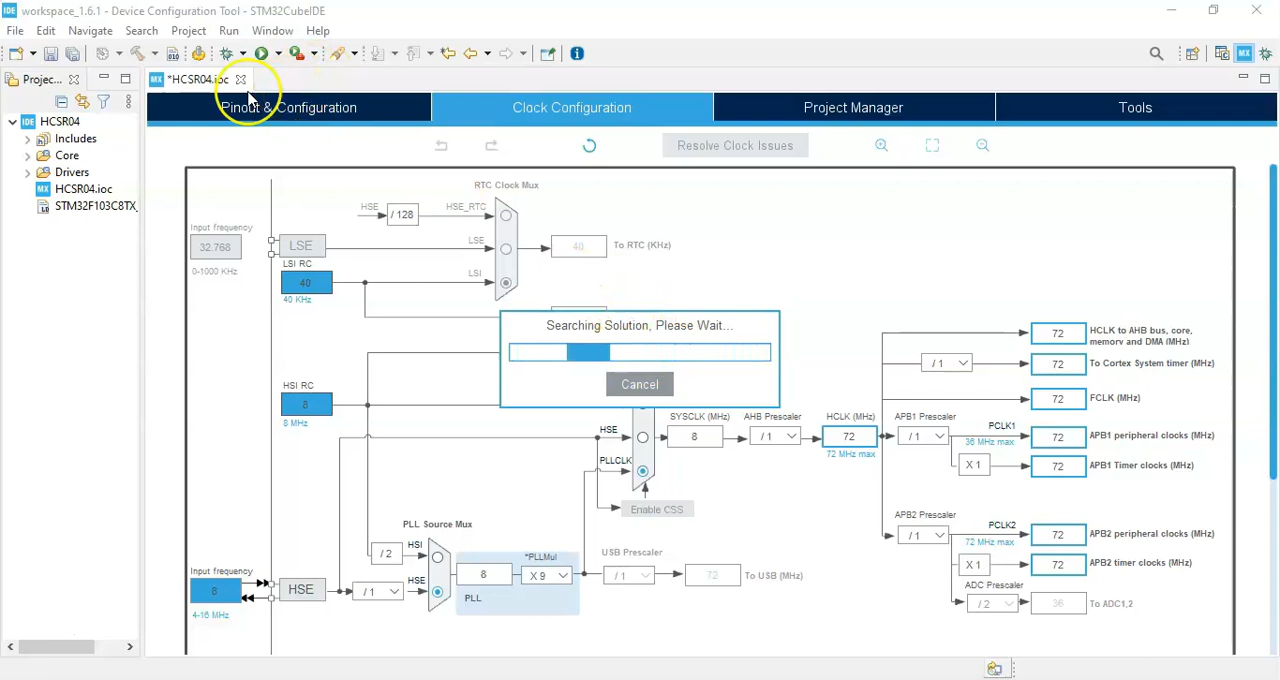 IDE workspace_1.6.1 - Device Configuration Tool - STM32CubeIDE
File Edit Navigate Search Project Run Window Help
Projec...
MX *HCSR04.ioc
Pinout & Configuration
Clock Configuration
Project Manager
Tools
Resolve Clock Issues
IDE HCSR04
Includes
Core
Drivers
MX HCSR04.ioc
STM32F103C8TX_
RTC Clock Mux
HSE
/ 128
HSE_RTC
Input frequency
32.768
0-1000 KHz
LSE
LSE
40
To RTC (KHz)
LSI RC
40
40 KHz
LSI
Searching Solution, Please Wait...
Cancel
HSI RC
8
8 MHz
HSE
PLLCLK
Enable CSS
SYSCLK (MHz)
8
AHB Prescaler
/ 1
HCLK (MHz)
72
72 MHz max
72
HCLK to AHB bus, core,
memory and DMA (MHz)
/ 1
72
To Cortex System timer (MHz)
72
FCLK (MHz)
APB1 Prescaler
/ 1
PCLK1
36 MHz max
72
APB1 peripheral clocks (MHz)
X 1
72
APB1 Timer clocks (MHz)
APB2 Prescaler
/ 1
PCLK2
72 MHz max
72
APB2 peripheral clocks (MHz)
X 1
72
APB2 timer clocks (MHz)
ADC Prescaler
/ 2
36
To ADC1,2
PLL Source Mux
HSI
/ 2
HSE
Input frequency
8
4-16 MHz
HSE
/ 1
8
*PLLMul
X 9
PLL
USB Prescaler
/ 1
72
To USB (MHz)